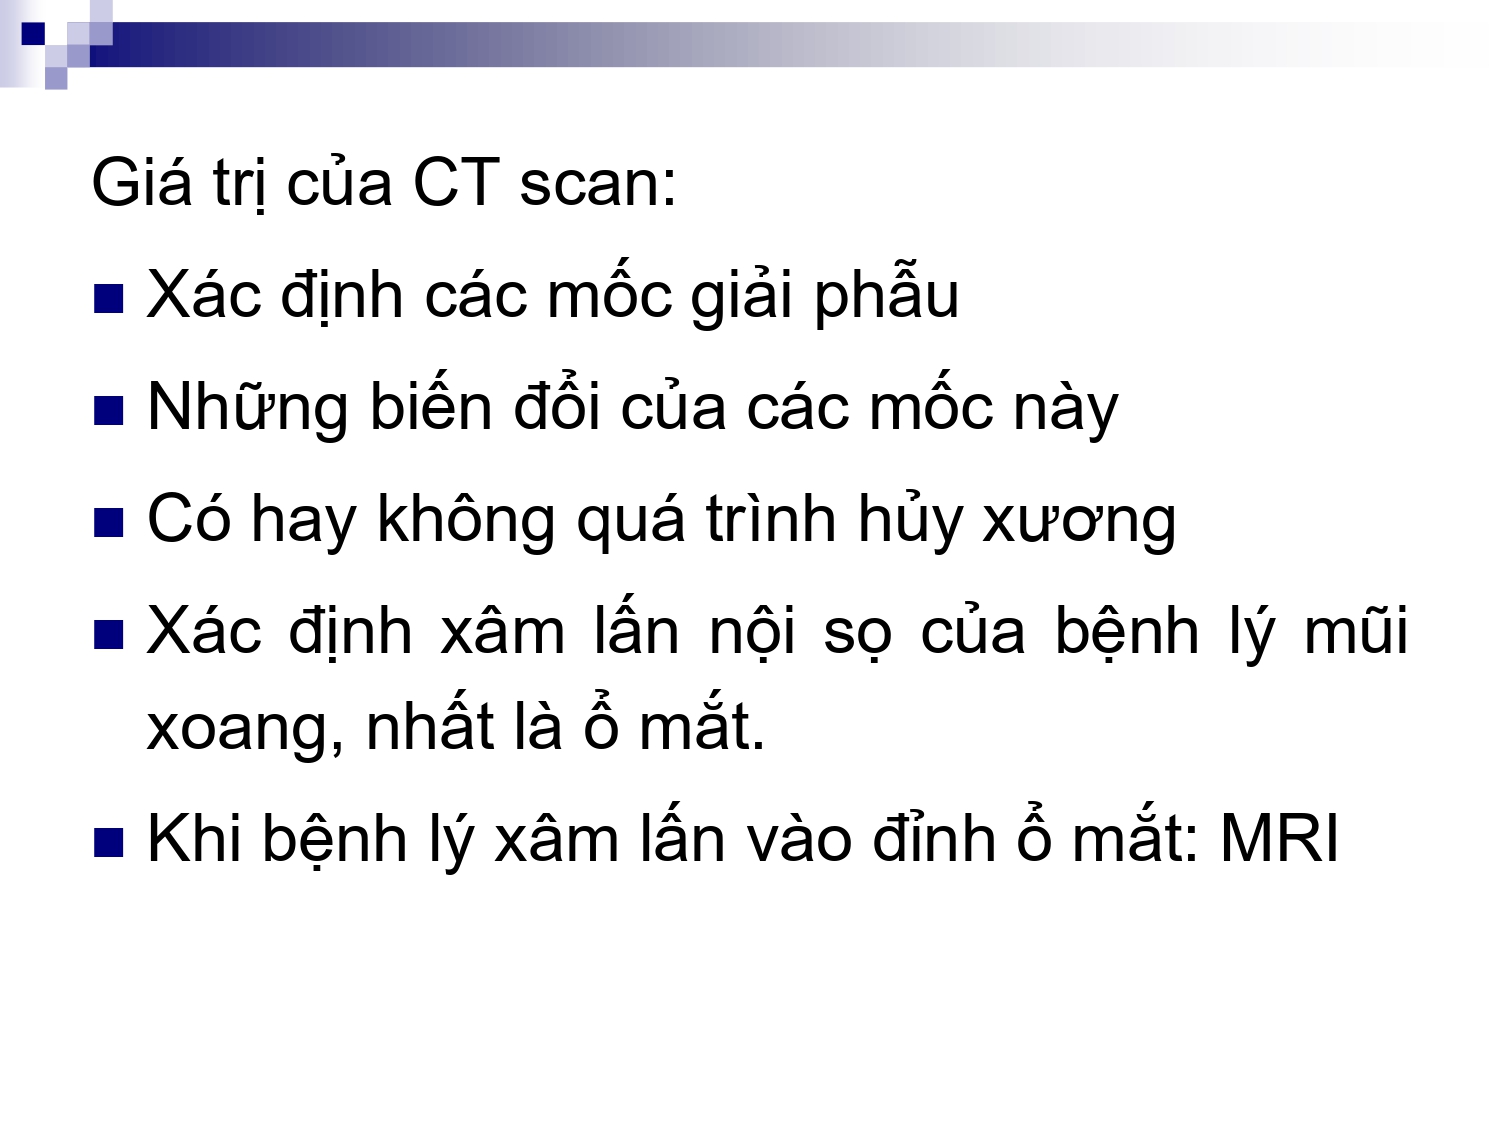 Giá trị của CT scan:
Xác định các mốc giải phẫu
Những biến đổi của các mốc này
Có hay không quá trình hủy xương
Xác định xâm lấn nội sọ của bệnh lý mũi
xoang, nhất là ổ mắt.
Khi bệnh lý xâm lấn vào đỉnh ổ mắt: MRI